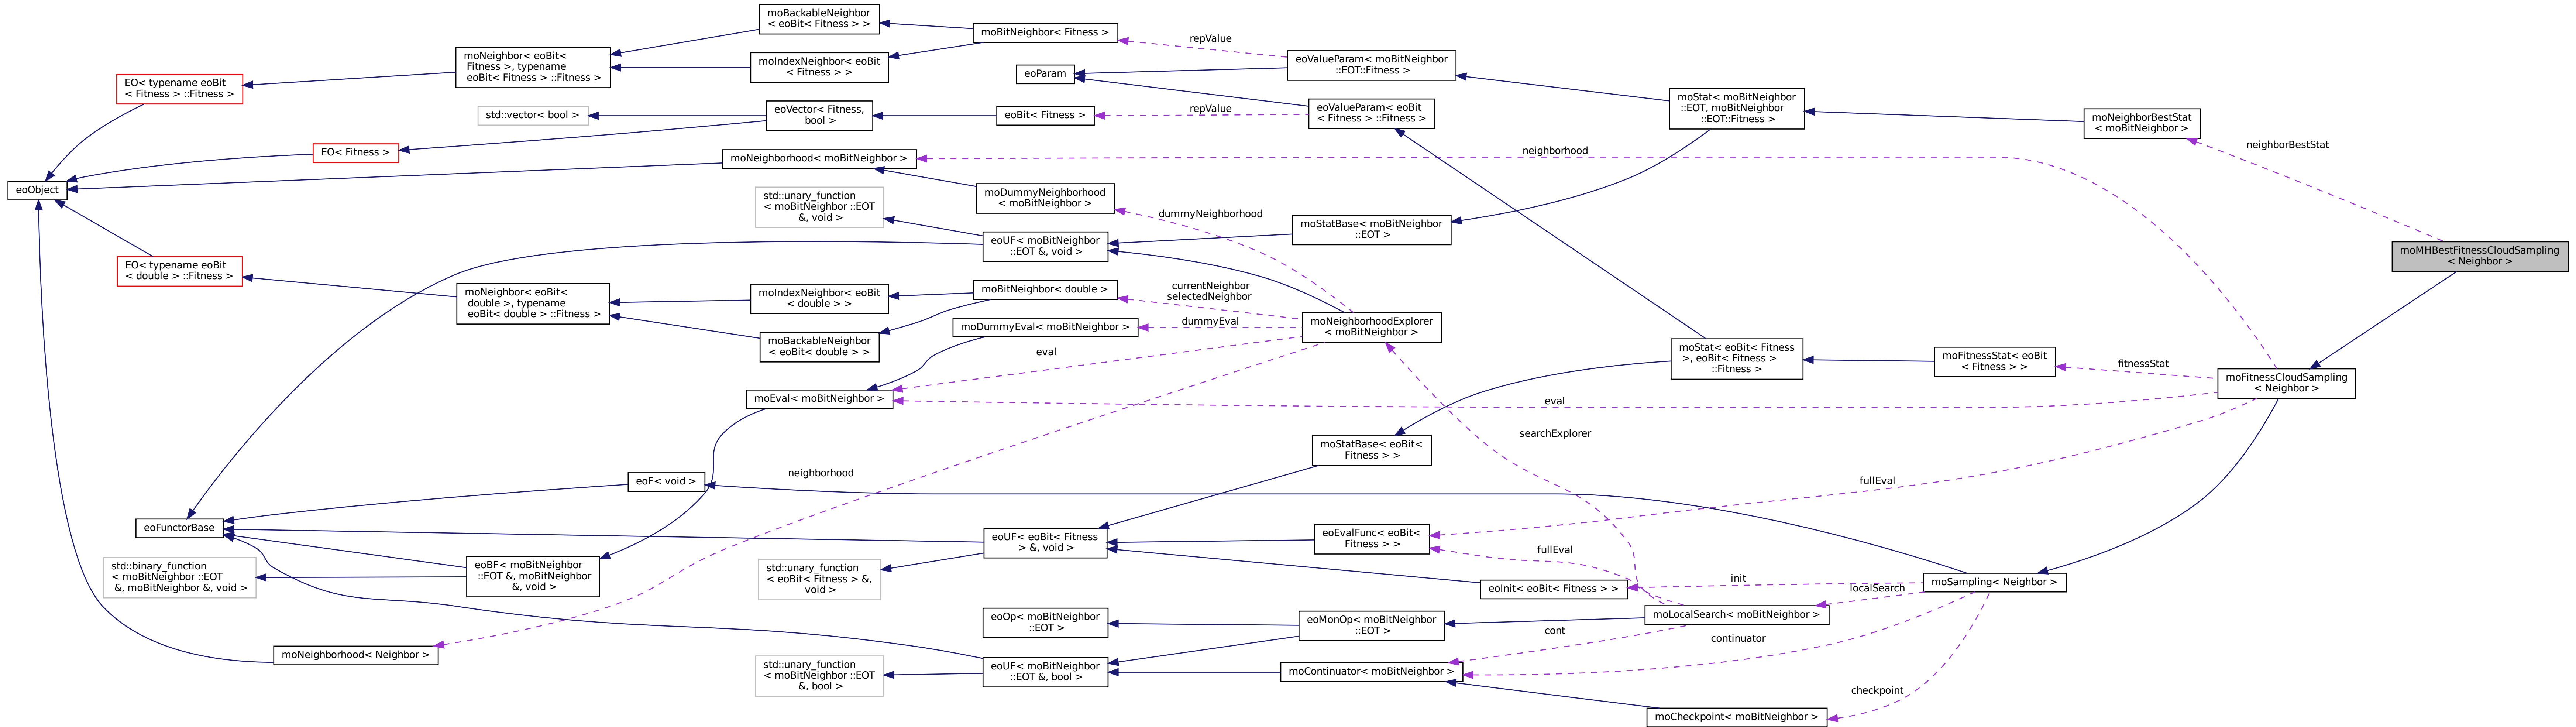 moBackableNeighbor
< eoBit< Fitness > >
moBitNeighbor< Fitness >
repValue
moNeighbor< eoBit<
Fitness >, typename
eoBit< Fitness > ::Fitness >
moIndexNeighbor< eoBit
< Fitness > >
eoParam
eoValueParam< moBitNeighbor
::EOT::Fitness >
EO< typename eoBit
< Fitness > ::Fitness >
std::vector< bool >
eoVector< Fitness,
bool >
eoBit< Fitness >
repValue
eoValueParam< eoBit
< Fitness > ::Fitness >
moStat< moBitNeighbor
::EOT, moBitNeighbor
::EOT::Fitness >
moNeighborBestStat
< moBitNeighbor >
neighborBestStat
EO< Fitness >
moNeighborhood< moBitNeighbor >
neighborhood
eoObject
std::unary_function
< moBitNeighbor ::EOT
&, void >
moDummyNeighborhood
< moBitNeighbor >
dummyNeighborhood
moStatBase< moBitNeighbor
::EOT >
eoUF< moBitNeighbor
::EOT &, void >
moMHBestFitnessCloudSampling
< Neighbor >
EO< typename eoBit
< double > ::Fitness >
moNeighbor< eoBit<
double >, typename
eoBit< double > ::Fitness >
moIndexNeighbor< eoBit
< double > >
moBitNeighbor< double >
currentNeighbor
selectedNeighbor
moDummyEval< moBitNeighbor >
dummyEval
moNeighborhoodExplorer
< moBitNeighbor >
moBackableNeighbor
< eoBit< double > >
eval
moStat< eoBit< Fitness
>, eoBit< Fitness >
::Fitness >
moFitnessStat< eoBit
< Fitness > >
fitnessStat
moFitnessCloudSampling
< Neighbor >
moEval< moBitNeighbor >
eval
searchExplorer
moStatBase< eoBit<
Fitness > >
neighborhood
eoF< void >
fullEval
eoFunctorBase
eoUF< eoBit< Fitness
> &, void >
eoEvalFunc< eoBit<
Fitness > >
fullEval
std::binary_function
< moBitNeighbor ::EOT
&, moBitNeighbor &, void >
eoBF< moBitNeighbor
::EOT &, moBitNeighbor
&, void >
std::unary_function
< eoBit< Fitness > &,
void >
eoInit< eoBit< Fitness > >
init
moSampling< Neighbor >
localSearch
eoOp< moBitNeighbor
::EOT >
eoMonOp< moBitNeighbor
::EOT >
moLocalSearch< moBitNeighbor >
cont
continuator
moNeighborhood< Neighbor >
std::unary_function
< moBitNeighbor ::EOT
&, bool >
eoUF< moBitNeighbor
::EOT &, bool >
moContinuator< moBitNeighbor >
checkpoint
moCheckpoint< moBitNeighbor >